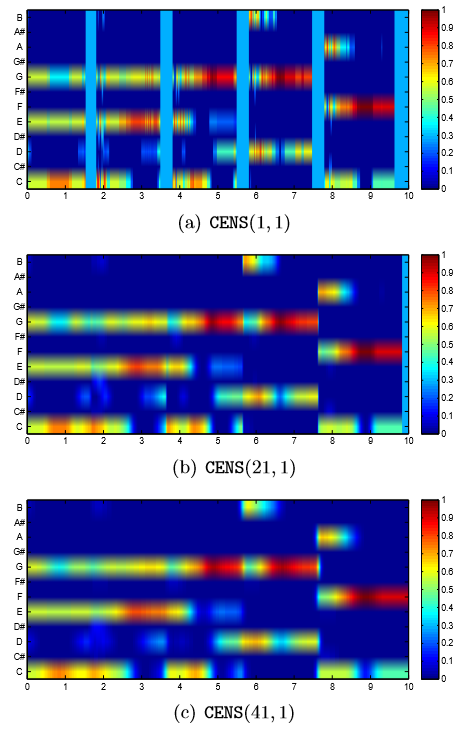 B
A#
A
G#
G
F#
F
E
D#
D
C#
C
0 1 2 3 4 5 6 7 8 9 10
1
0.9
0.8
0.7
0.6
0.5
0.4
0.3
0.2
0.1
0
(a) CENS(1, 1)
B
A#
A
G#
G
F#
F
E
D#
D
C#
C
0 1 2 3 4 5 6 7 8 9 10
1
0.9
0.8
0.7
0.6
0.5
0.4
0.3
0.2
0.1
0
(b) CENS(21, 1)
B
A#
A
G#
G
F#
F
E
D#
D
C#
C
0 1 2 3 4 5 6 7 8 9 10
1
0.9
0.8
0.7
0.6
0.5
0.4
0.3
0.2
0.1
0
(c) CENS(41, 1)